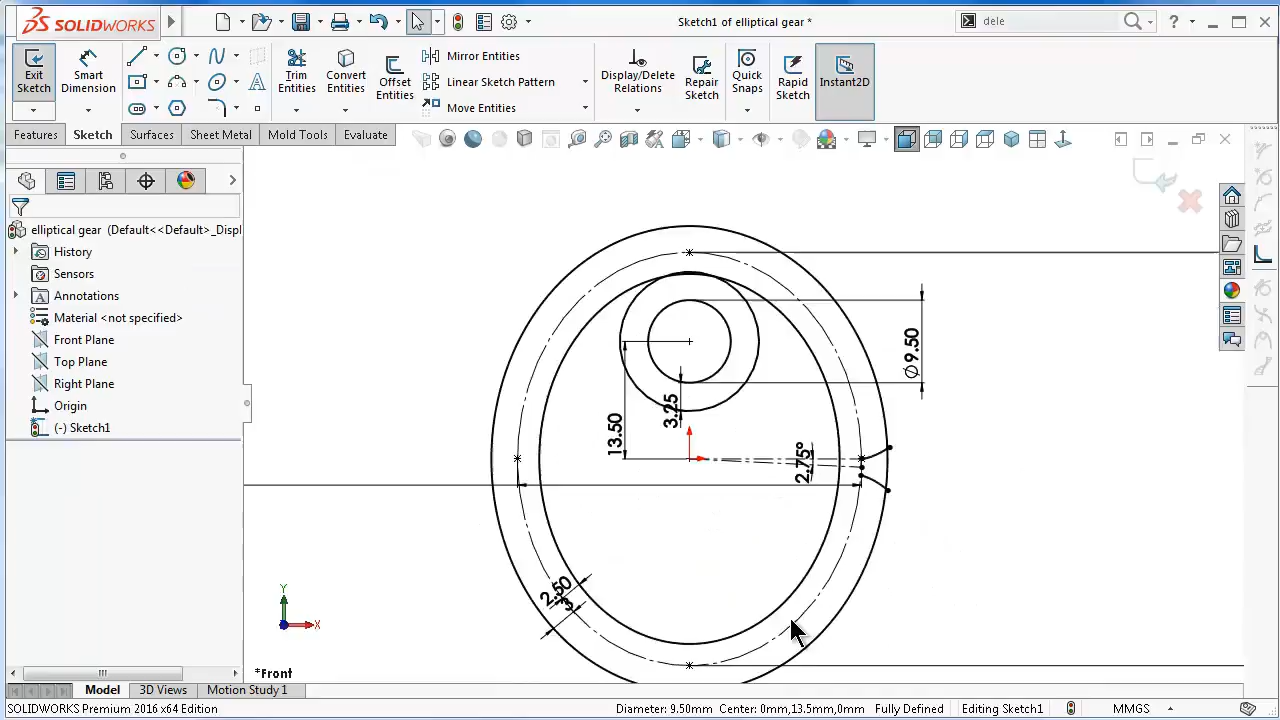 SOLIDWORKS
Sketch1 of elliptical gear *
dele
Exit Sketch
Smart Dimension
Trim Entities
Convert Entities
Offset Entities
Mirror Entities
Linear Sketch Pattern
Move Entities
Display/Delete Relations
Repair Sketch
Quick Snaps
Rapid Sketch
Instant2D
Features
Sketch
Surfaces
Sheet Metal
Mold Tools
Evaluate
elliptical gear (Default<<Default>_Displ
History
Sensors
Annotations
Material <not specified>
Front Plane
Top Plane
Right Plane
Origin
(-) Sketch1
∅9.50
13.50
3.25
2.75°
2.50
3
Y
X
*Front
Model
3D Views
Motion Study 1
SOLIDWORKS Premium 2016 x64 Edition
Diameter: 9.50mm Center: 0mm,13.5mm,0mm
Fully Defined
Editing Sketch1
MMGS